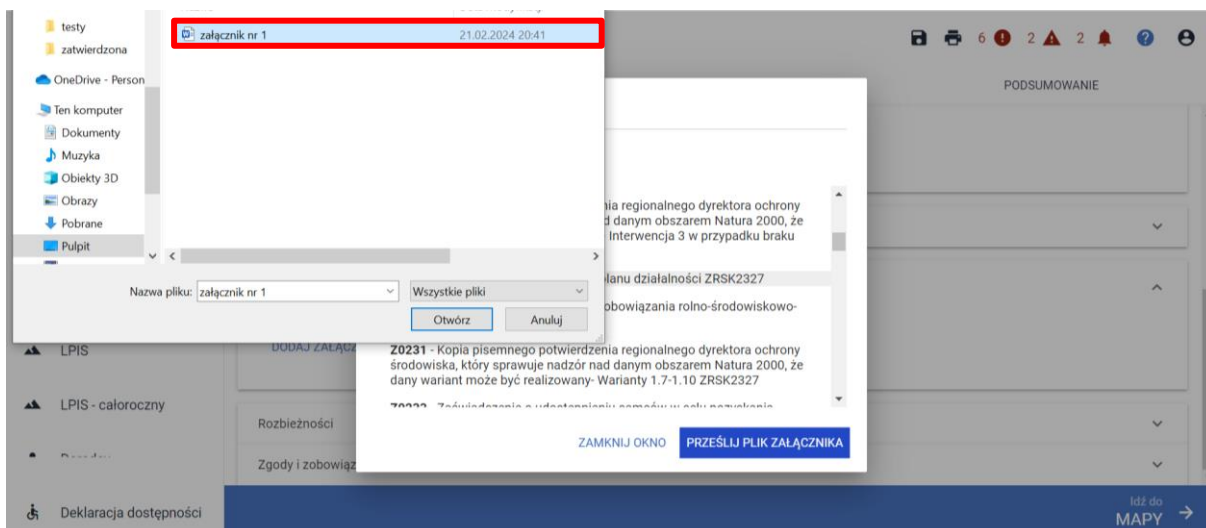 testy
zatwierdzona
OneDrive - Person
Ten komputer
Dokumenty
Muzyka
Obiekty 3D
Obrazy
Pobrane
Pulpit
załącznik nr 1 21.02.2024 20:41
Nazwa pliku: załącznik nr 1 Wszystkie pliki
Otwórz Anuluj
6 2 2
PODSUMOWANIE
nia regionalnego dyrektora ochrony
d danym obszarem Natura 2000, że
Interwencja 3 w przypadku braku
lanu działalności ZRSK2327
obowiązania rolno-środowiskowo-
Z0231 - Kopia pisemnego potwierdzenia regionalnego dyrektora ochrony
środowiska, który sprawuje nadzór nad danym obszarem Natura 2000, że
dany wariant może być realizowany- Warianty 1.7-1.10 ZRSK2327
ZAMKNIJ OKNO PRZEŚLIJ PLIK ZAŁĄCZNIKA
LPIS
LPIS - całoroczny
Deklaracja dostępności
DODAJ ZAŁĄCZ
Rozbieżności
Zgody i zobowiąz
Idź do
MAPY